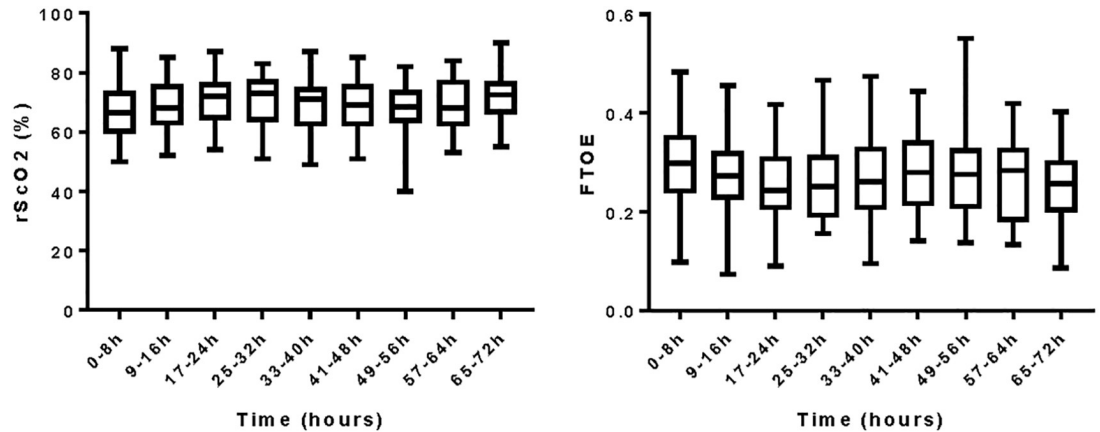 100
80
60
40
20
0
rScO2 (%)
0-8h
9-16h
17-24h
25-32h
33-40h
41-48h
49-56h
57-64h
65-72h
Time (hours)
0.6
0.4
0.2
0.0
FTOE
0-8h
9-16h
17-24h
25-32h
33-40h
41-48h
49-56h
57-64h
65-72h
Time (hours)